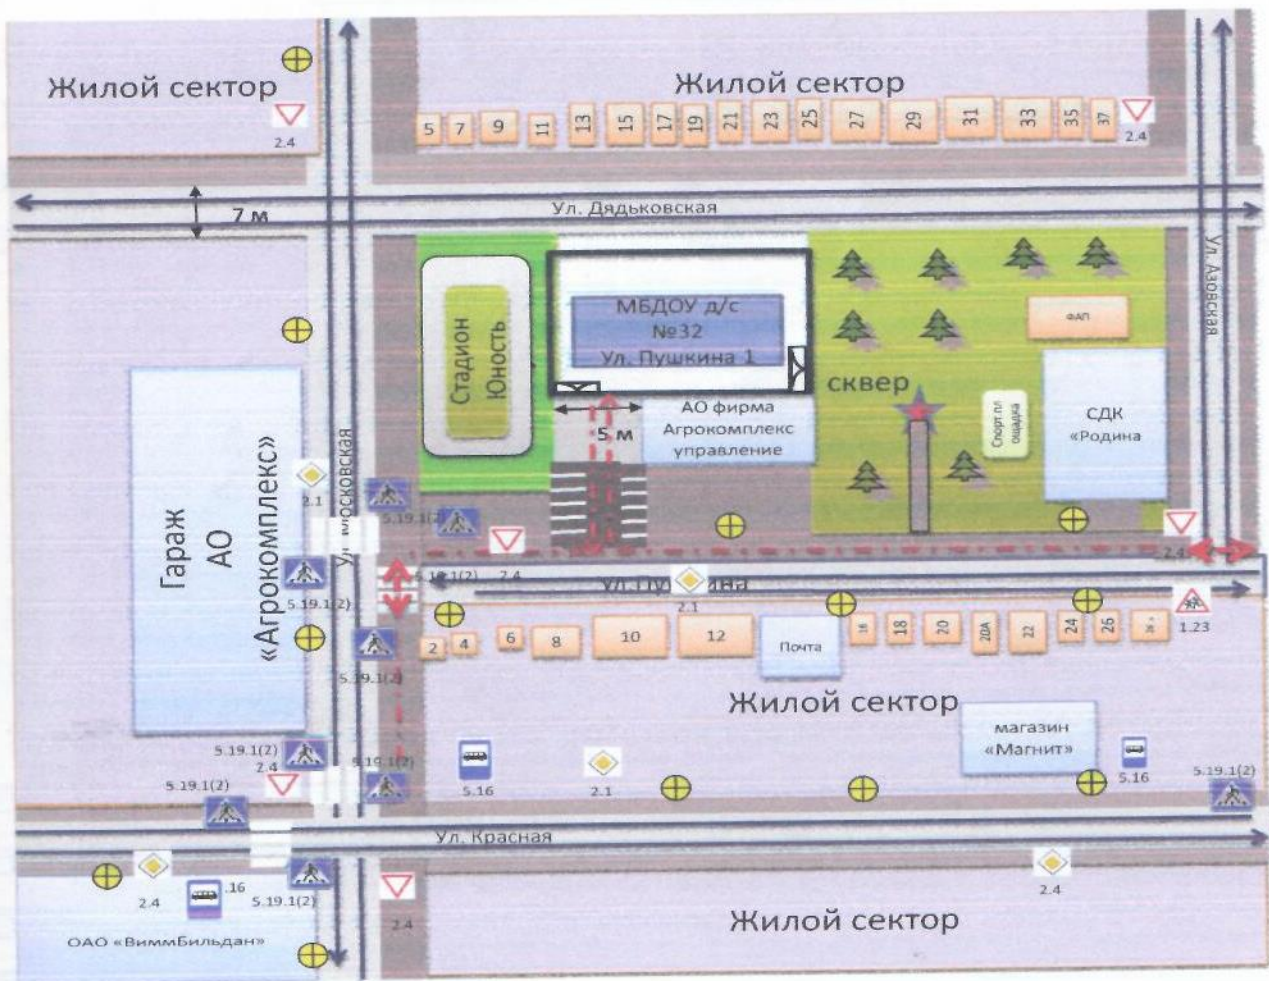 Жилой сектор
Жилой сектор
2.4
5
7
9
11
13
15
17
19
21
23
25
27
29
31
33
35
37
2.4
7 м
Ул. Дядьковская
Ул. Азовская
МБДОУ д/с
№32
Ул. Пушкина 1
Стадион
Юность
ФАП
сквер
АО фирма
Агрокомплекс
управление
5 м
Спорт.пл
ощадка
СДК
«Родина
Гараж
АО
«Агрокомплекс»
2.1
5.19.1(2)
5.19.1(2)
2.4
2.4
5.19.1(2)
2.1
1.23
2
4
6
8
10
12
Почта
18
20
20А
22
24
26
5.19.1(2)
Жилой сектор
магазин
«Магнит»
5.19.1(2)
2.4
5.19.1(2)
5.16
2.1
5.16
5.19.1(2)
5.19.1(2)
Ул. Красная
2.4
.16
5.19.1(2)
2.4
2.4
Жилой сектор
ОАО «ВиммБильдан»